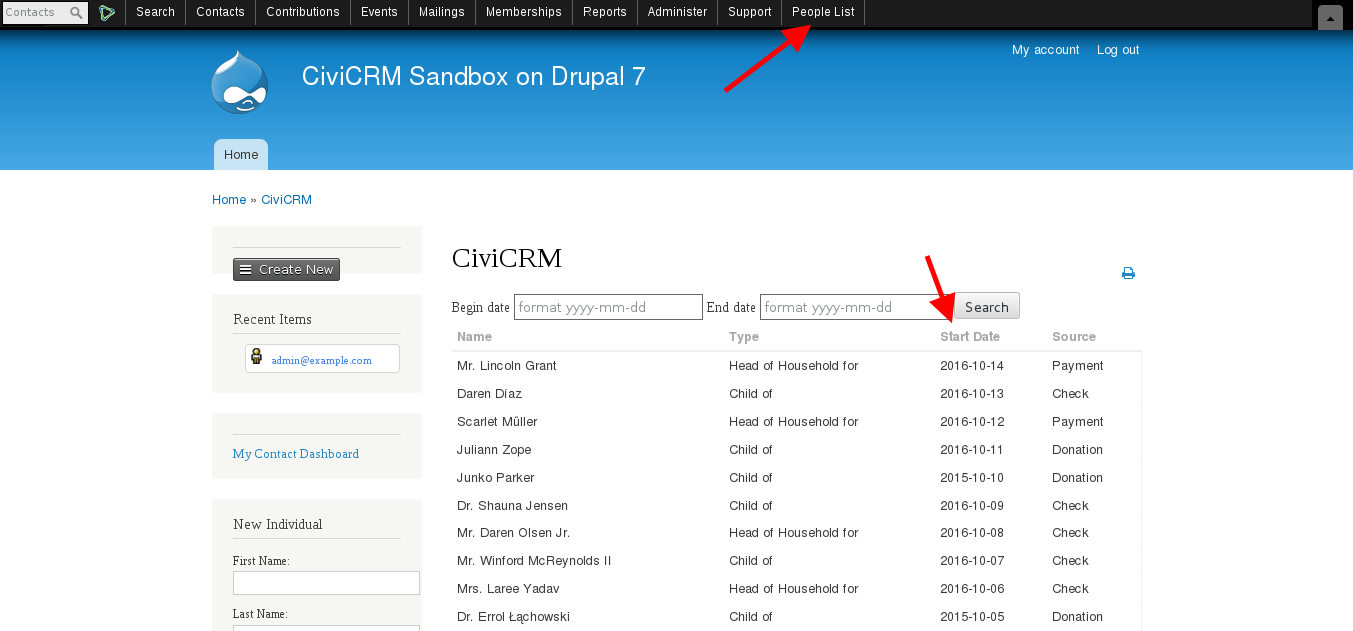 Contacts Search Contacts Contributions Events Mailings Memberships Reports Administer Support People List
My account Log out
CiviCRM Sandbox on Drupal 7
Home
Home » CiviCRM
Create New
Recent Items
admin@example.com
My Contact Dashboard
New Individual
First Name:
Last Name:
CiviCRM
Begin date format yyyy-mm-dd End date format yyyy-mm-dd Search
Name Type Start Date Source
Mr. Lincoln Grant Head of Household for 2016-10-14 Payment
Daren Díaz Child of 2016-10-13 Check
Scarlet Müller Head of Household for 2016-10-12 Payment
Juliann Zope Child of 2016-10-11 Donation
Junko Parker Child of 2015-10-10 Donation
Dr. Shauna Jensen Child of 2016-10-09 Check
Mr. Daren Olsen Jr. Head of Household for 2016-10-08 Check
Mr. Winford McReynolds II Child of 2016-10-07 Check
Mrs. Laree Yadav Head of Household for 2016-10-06 Check
Dr. Errol Łąchowski Child of 2015-10-05 Donation